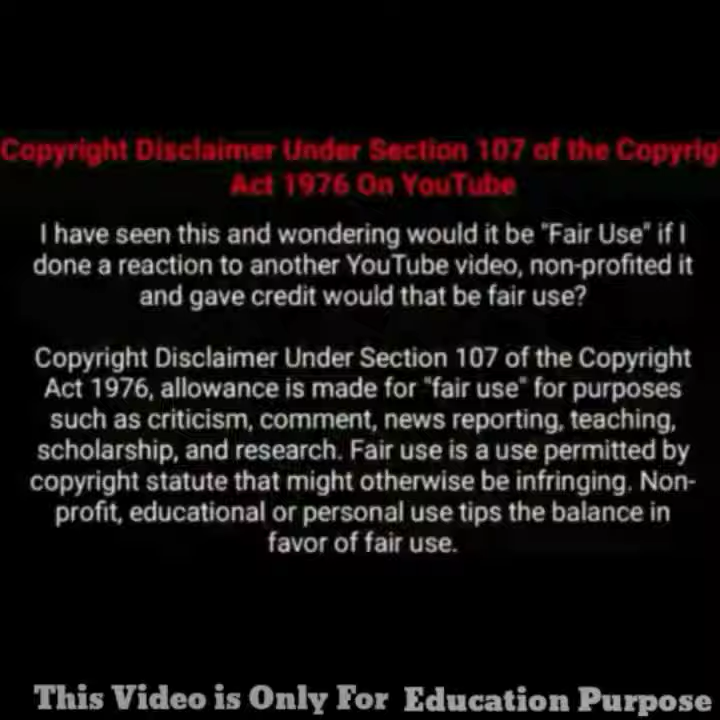 Copyright Disclaimer Under Section 107 of the Copyrig
Act 1976 On YouTube
I have seen this and wondering would it be "Fair Use" if I
done a reaction to another YouTube video, non-profited it
and gave credit would that be fair use?
Copyright Disclaimer Under Section 107 of the Copyright
Act 1976, allowance is made for "fair use" for purposes
such as criticism, comment, news reporting, teaching,
scholarship, and research. Fair use is a use permitted by
copyright statute that might otherwise be infringing. Non-
profit, educational or personal use tips the balance in
favor of fair use.
This Video is Only For Education Purpose